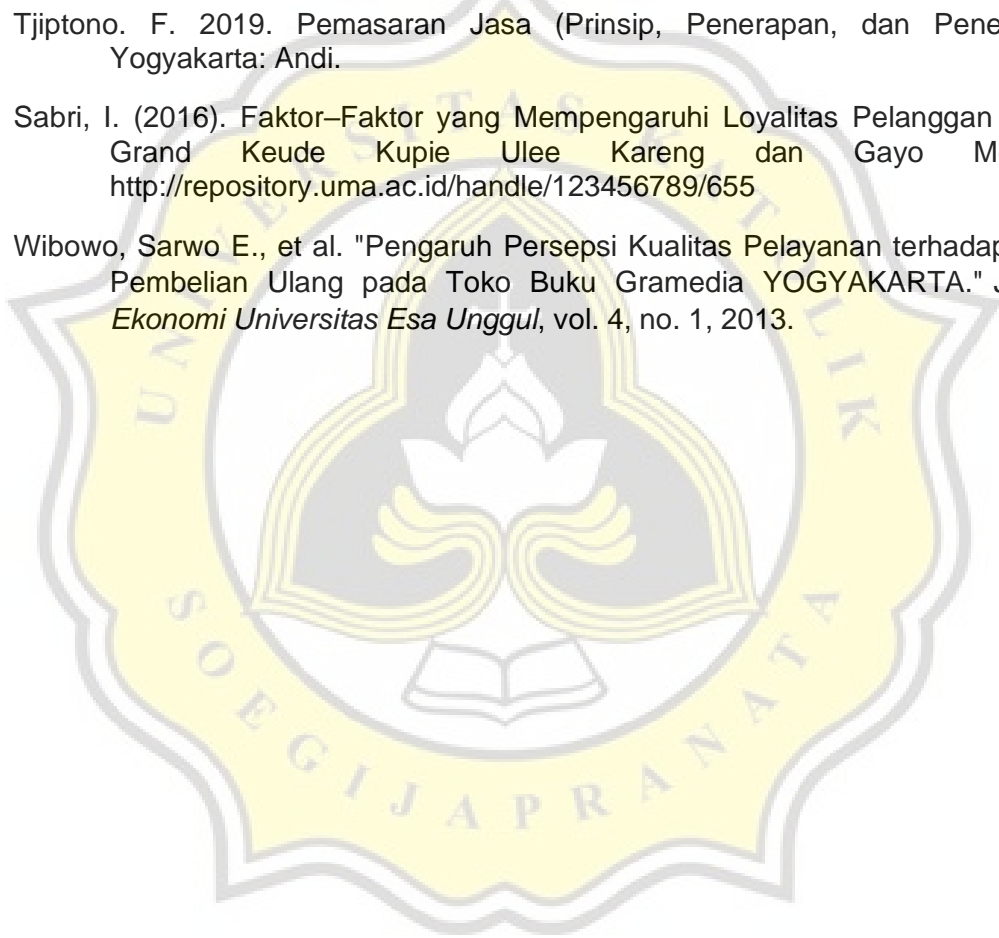 Tjiptono. F. 2019. Pemasaran Jasa (Prinsip, Penerapan, dan Pene
Yogyakarta: Andi.
Sabri, I. (2016). Faktor–Faktor yang Mempengaruhi Loyalitas Pelanggan
Grand Keude Kupie Ulee Kareng dan Gayo M
http://repository.uma.ac.id/handle/123456789/655
Wibowo, Sarwo E., et al. "Pengaruh Persepsi Kualitas Pelayanan terhadap
Pembelian Ulang pada Toko Buku Gramedia YOGYAKARTA."
Ekonomi Universitas Esa Unggul, vol. 4, no. 1, 2013.
UNIVERSITAS KATOLIK
SOEGIJAPRANATA